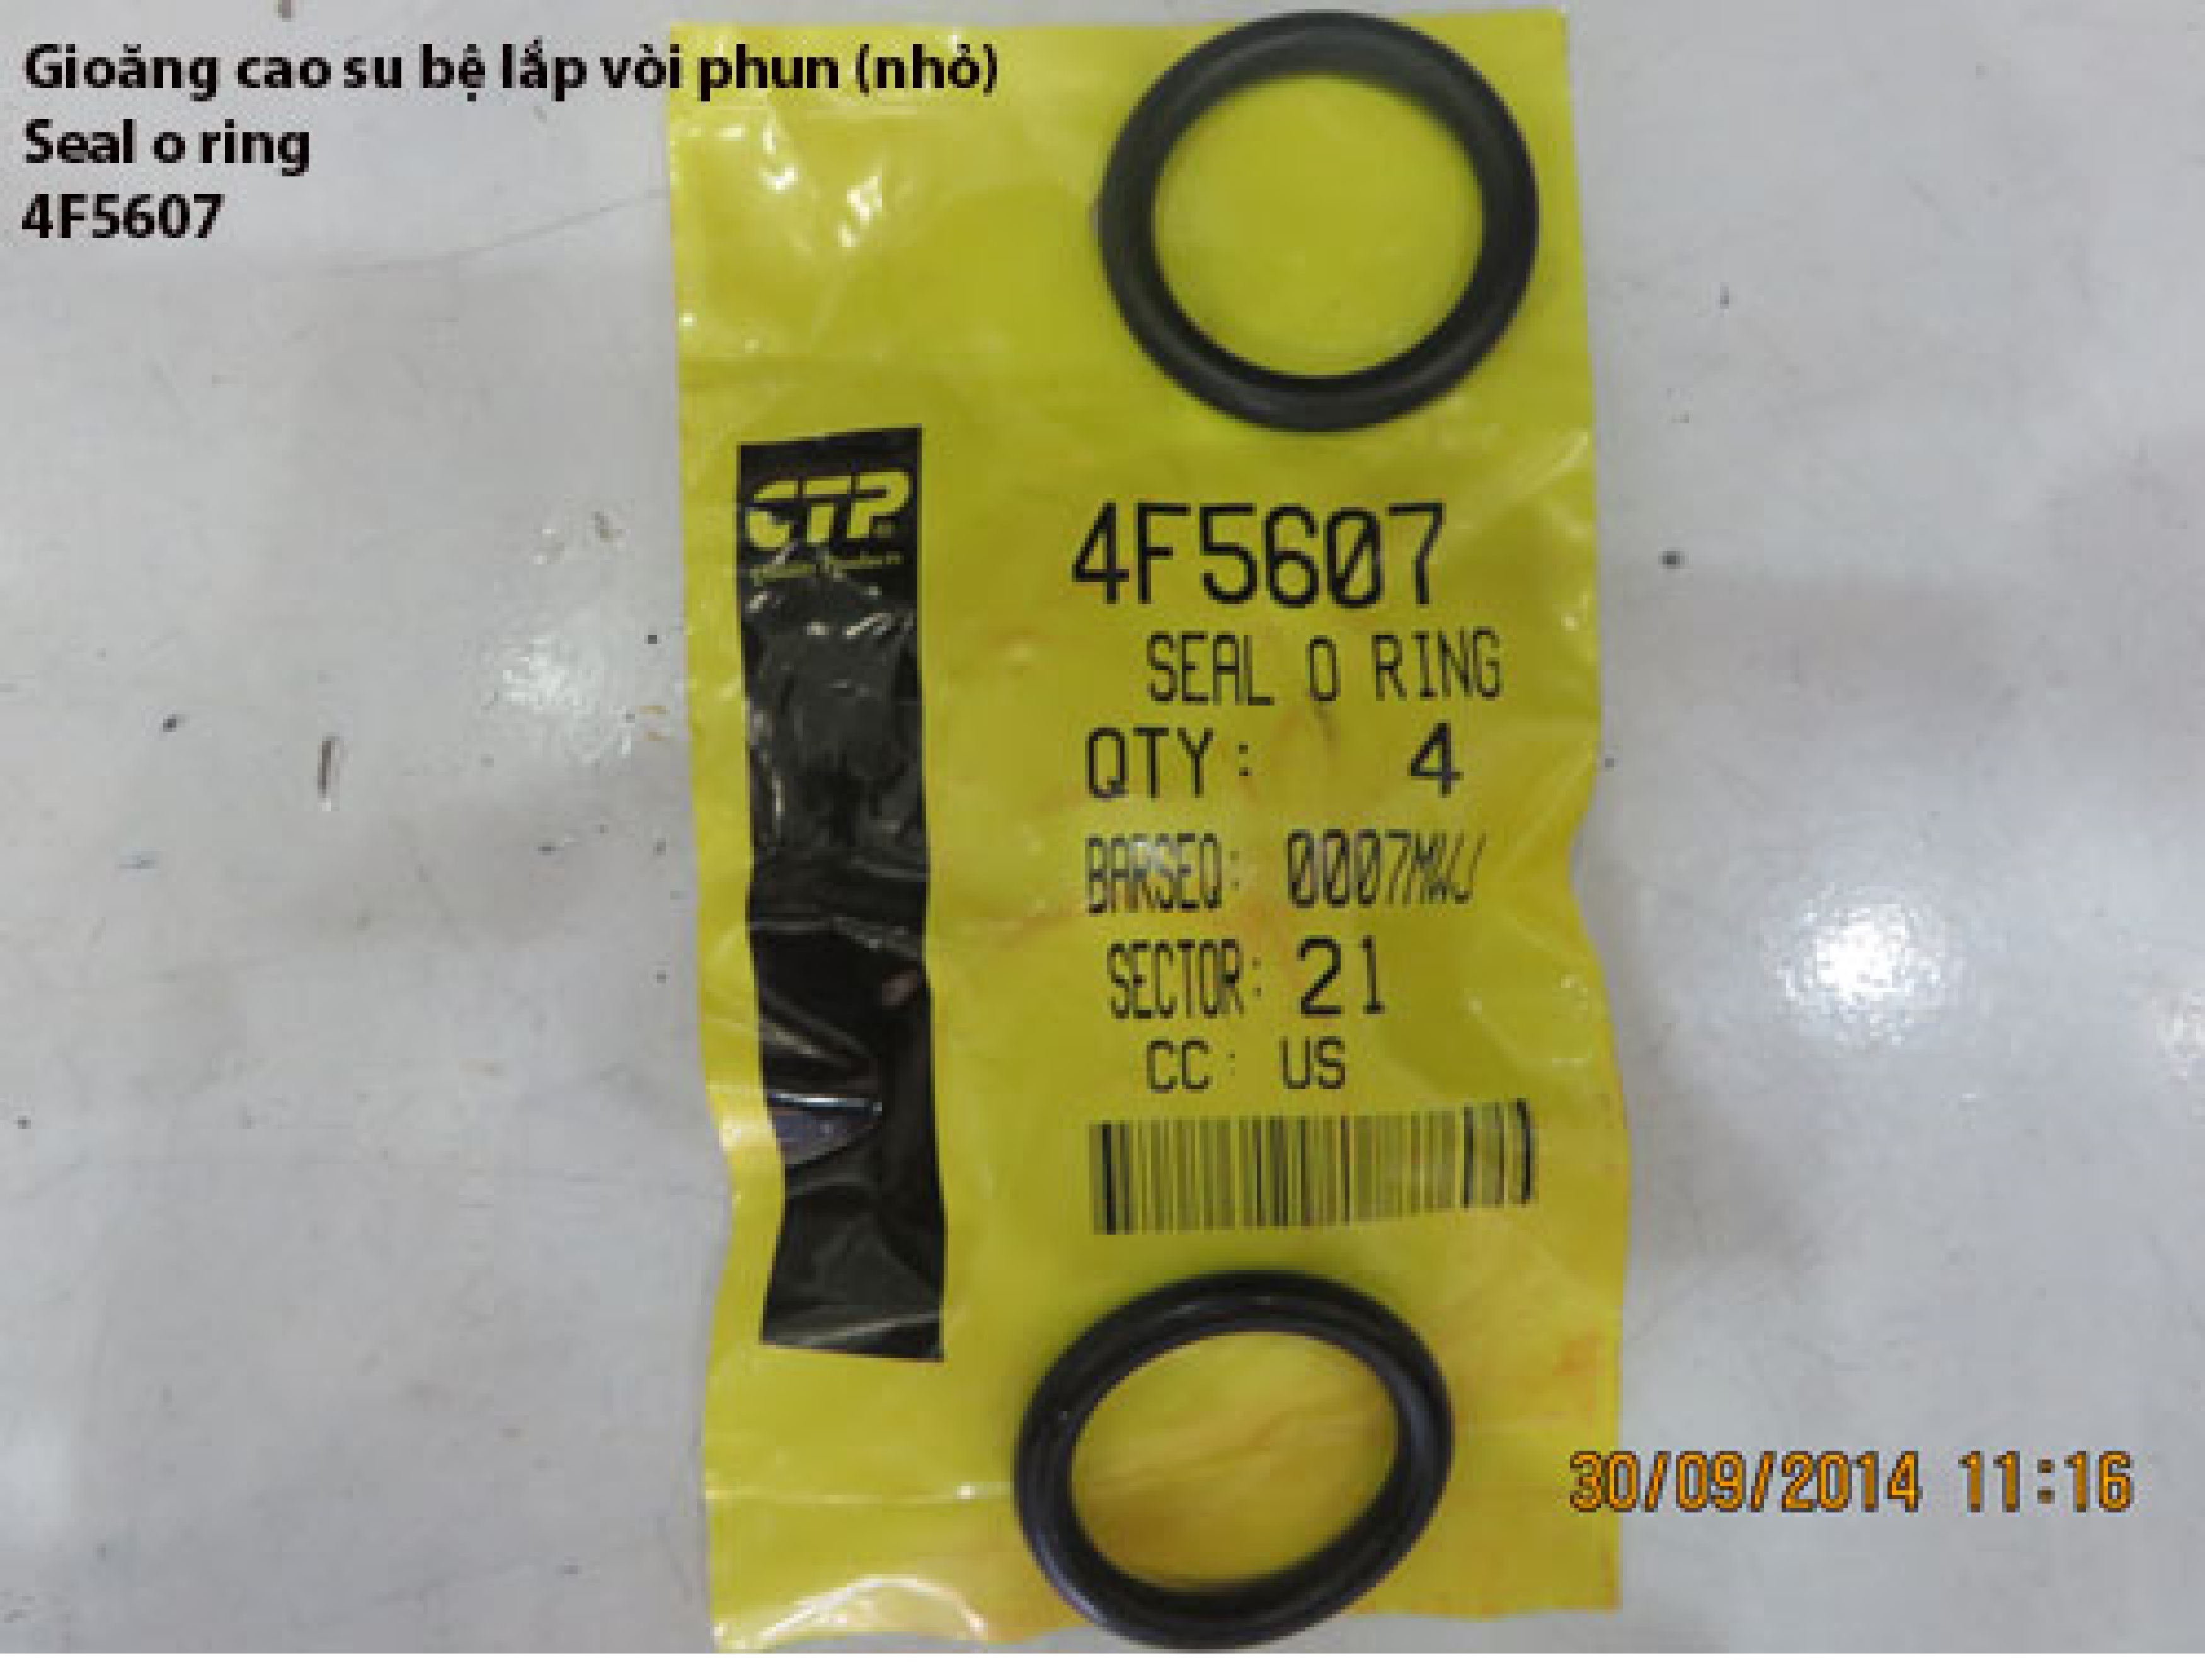 Gioăng cao su bệ lắp vòi phun (nhỏ)
Seal o ring
4F5607
CTP
4F5607
SEAL O RING
QTY: 4
BARSEQ: 0007MWJ
SECTOR: 21
CC: US
30/09/2014 11:16